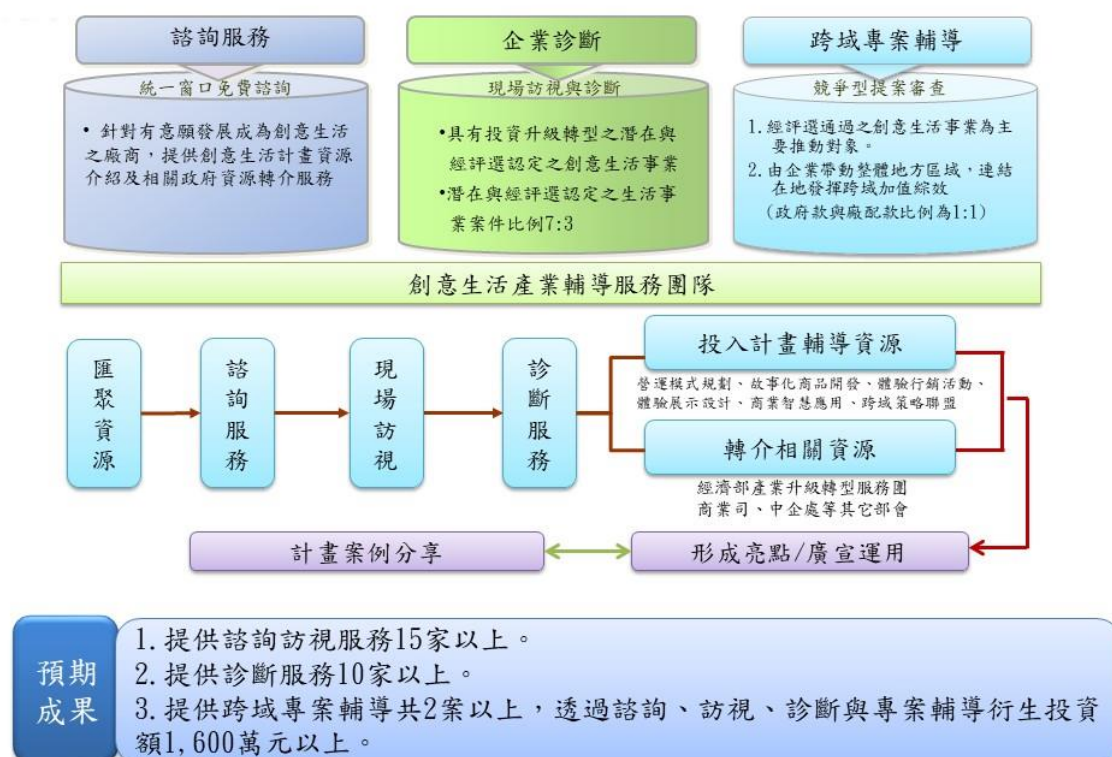 諮詢服務
統一窗口免費諮詢
• 針對有意願發展成為創意生活
之廠商，提供創意生活計畫資源
介紹及相關政府資源轉介服務
企業診斷
現場訪視與診斷
•具有投資升級轉型之潛在與
經評選認定之創意生活事業
•潛在與經評選認定之生活事
業案件比例7:3
跨域專案輔導
競爭型提案審查
1.經評選通過之創意生活事業為主
要推動對象。
2.由企業帶動整體地方區域，連結
在地發揮跨域加值綜效
(政府款與廠配款比例為1:1)
創意生活產業輔導服務團隊
匯聚資源
諮詢服務
現場訪視
診斷服務
投入計畫輔導資源
營運模式規劃、故事化商品開發、體驗行銷活動、
體驗展示設計、商業智慧應用、跨域策略聯盟
轉介相關資源
經濟部產業升級轉型服務團
商業司、中企處等其它部會
計畫案例分享
形成亮點/廣宣運用
預期
成果
1.提供諮詢訪視服務15家以上。
2.提供診斷服務10家以上。
3.提供跨域專案輔導共2案以上，透過諮詢、訪視、診斷與專案輔導衍生投資
額1,600萬元以上。